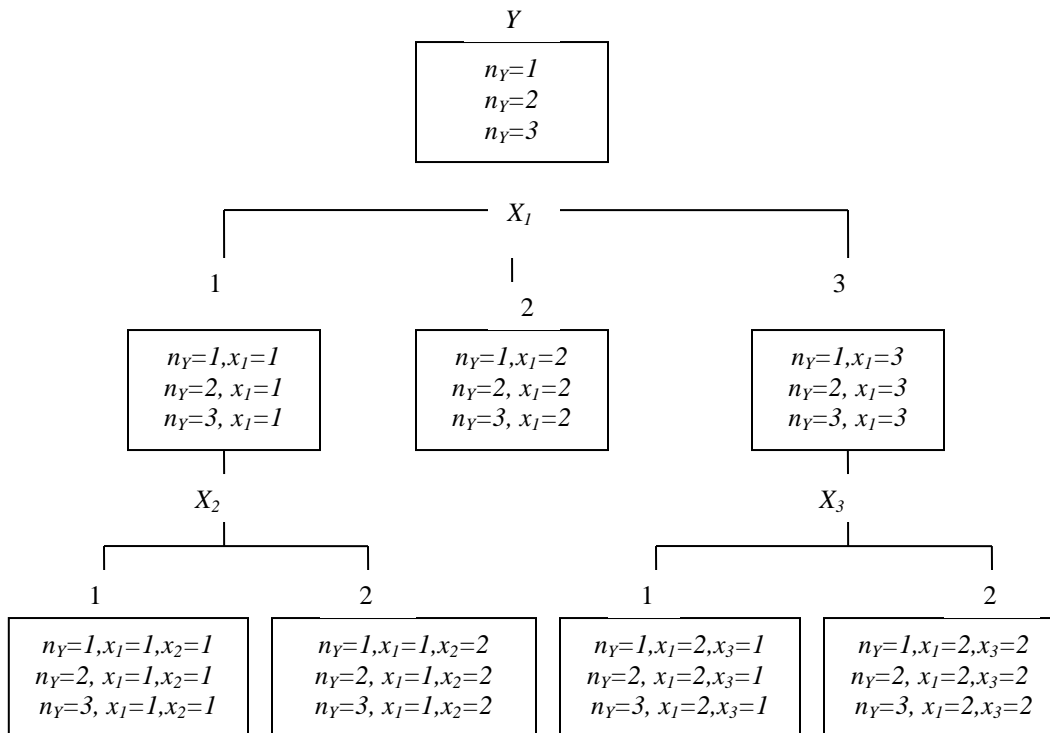 Y
n_Y=1
n_Y=2
n_Y=3
X_1
1
2
3
n_Y=1,x_1=1
n_Y=2, x_1=1
n_Y=3, x_1=1
n_Y=1,x_1=2
n_Y=2, x_1=2
n_Y=3, x_1=2
n_Y=1,x_1=3
n_Y=2, x_1=3
n_Y=3, x_1=3
X_2
X_3
1
2
1
2
n_Y=1,x_1=1,x_2=1
n_Y=2, x_1=1,x_2=1
n_Y=3, x_1=1,x_2=1
n_Y=1,x_1=1,x_2=2
n_Y=2, x_1=1,x_2=2
n_Y=3, x_1=1,x_2=2
n_Y=1,x_1=2,x_3=1
n_Y=2, x_1=2,x_3=1
n_Y=3, x_1=2,x_3=1
n_Y=1,x_1=2,x_3=2
n_Y=2, x_1=2,x_3=2
n_Y=3, x_1=2,x_3=2